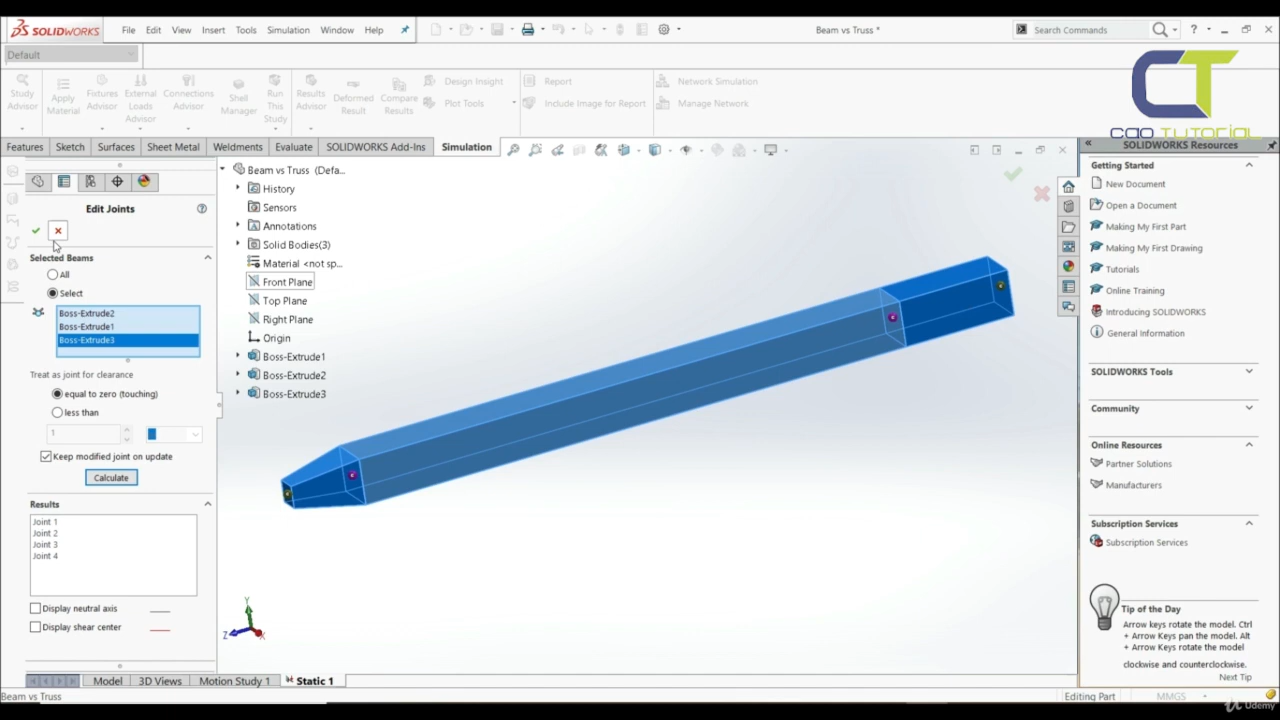 SOLIDWORKS
File Edit View Insert Tools Simulation Window Help
Beam vs Truss *
Search Commands
Default
Study Advisor
Apply Material
Fixtures Advisor
External Loads Advisor
Connections Advisor
Shell Manager
Run This Study
Results Advisor
Deformed Result
Compare Results
Design Insight
Plot Tools
Report
Include Image for Report
Network Simulation
Manage Network
CT
CAO TUTORIAL
Features Sketch Surfaces Sheet Metal Weldments Evaluate SOLIDWORKS Add-Ins Simulation
Edit Joints
Selected Beams
All
Select
Boss-Extrude2
Boss-Extrude1
Boss-Extrude3
Treat as joint for clearance
equal to zero (touching)
less than
1
Keep modified joint on update
Calculate
Results
Joint 1
Joint 2
Joint 3
Joint 4
Display neutral axis
Display shear center
Beam vs Truss (Defa...
History
Sensors
Annotations
Solid Bodies(3)
Material <not sp...
Front Plane
Top Plane
Right Plane
Origin
Boss-Extrude1
Boss-Extrude2
Boss-Extrude3
Y
Z
X
SOLIDWORKS Resources
Getting Started
New Document
Open a Document
Making My First Part
Making My First Drawing
Tutorials
Online Training
Introducing SOLIDWORKS
General Information
SOLIDWORKS Tools
Community
Online Resources
Partner Solutions
Manufacturers
Subscription Services
Subscription Services
Tip of the Day
Arrow keys rotate the model. Ctrl
+ Arrow Keys pan the model. Alt
+ Arrow Keys rotate the model
clockwise and counterclockwise.
Next Tip
Model 3D Views Motion Study 1 Static 1
Beam vs Truss
Editing Part
MMGS
Udemy